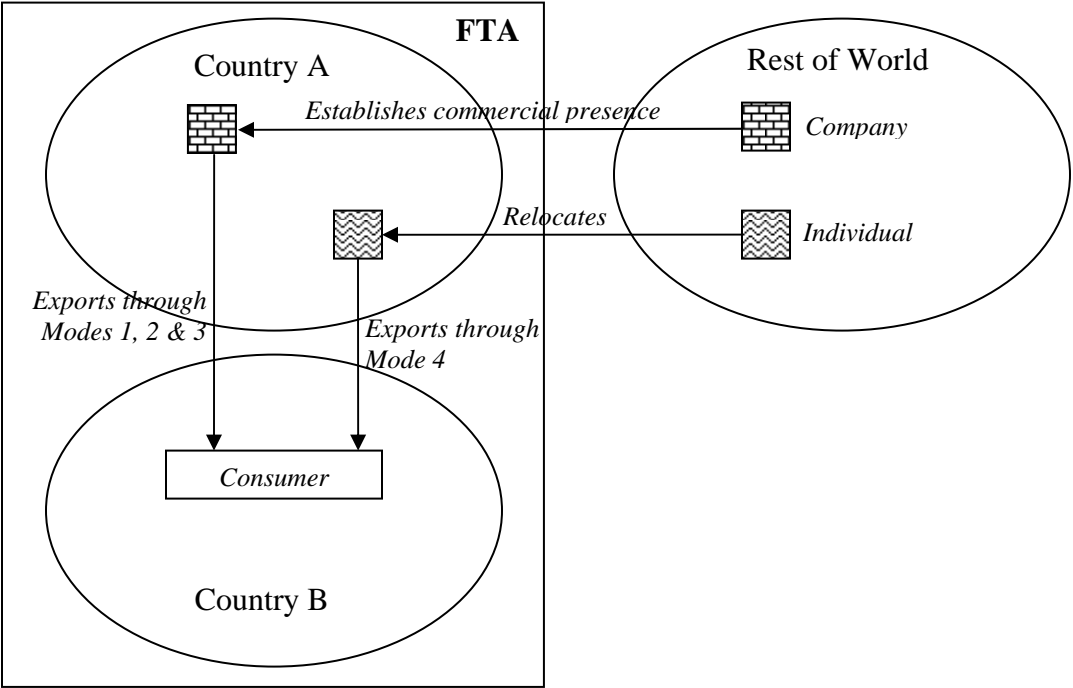 FTA
Country A
Rest of World
Establishes commercial presence
Company
Relocates
Individual
Exports through
Modes 1, 2 & 3
Exports through
Mode 4
Consumer
Country B